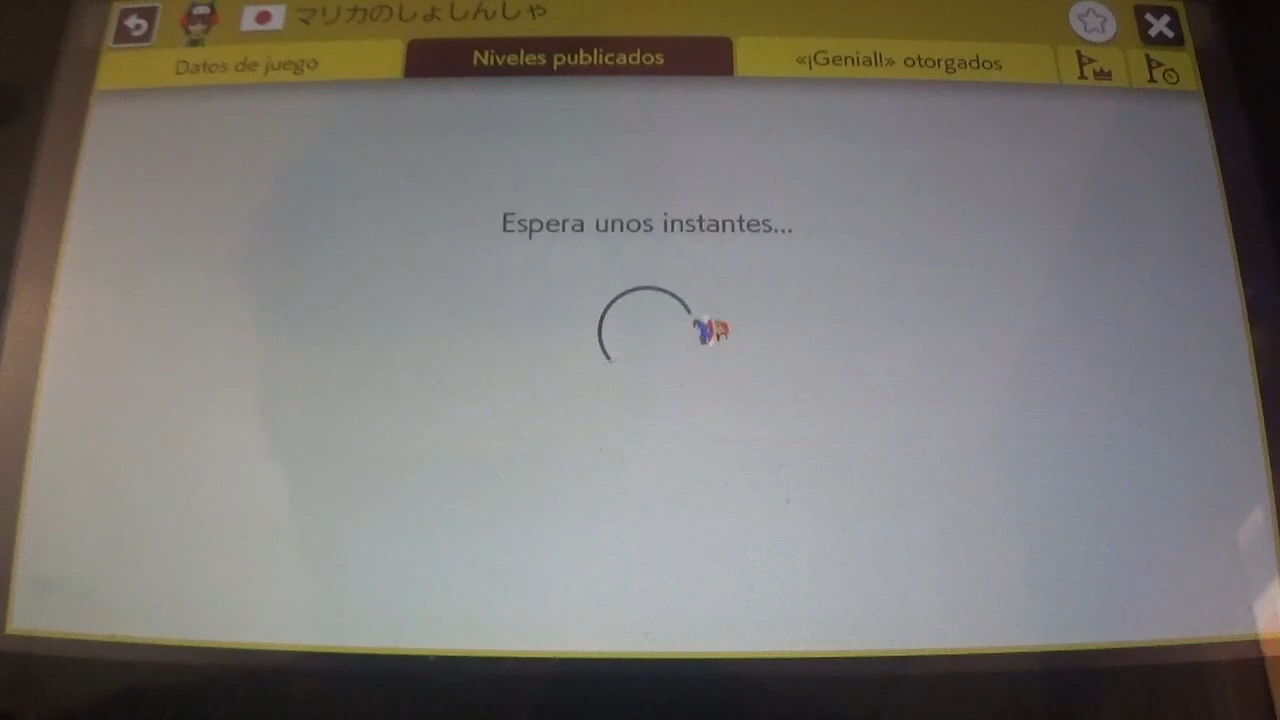 マリカのしょしんしゃ
Datos de juego
Niveles publicados
«¡Genial!» otorgados
Espera unos instantes...